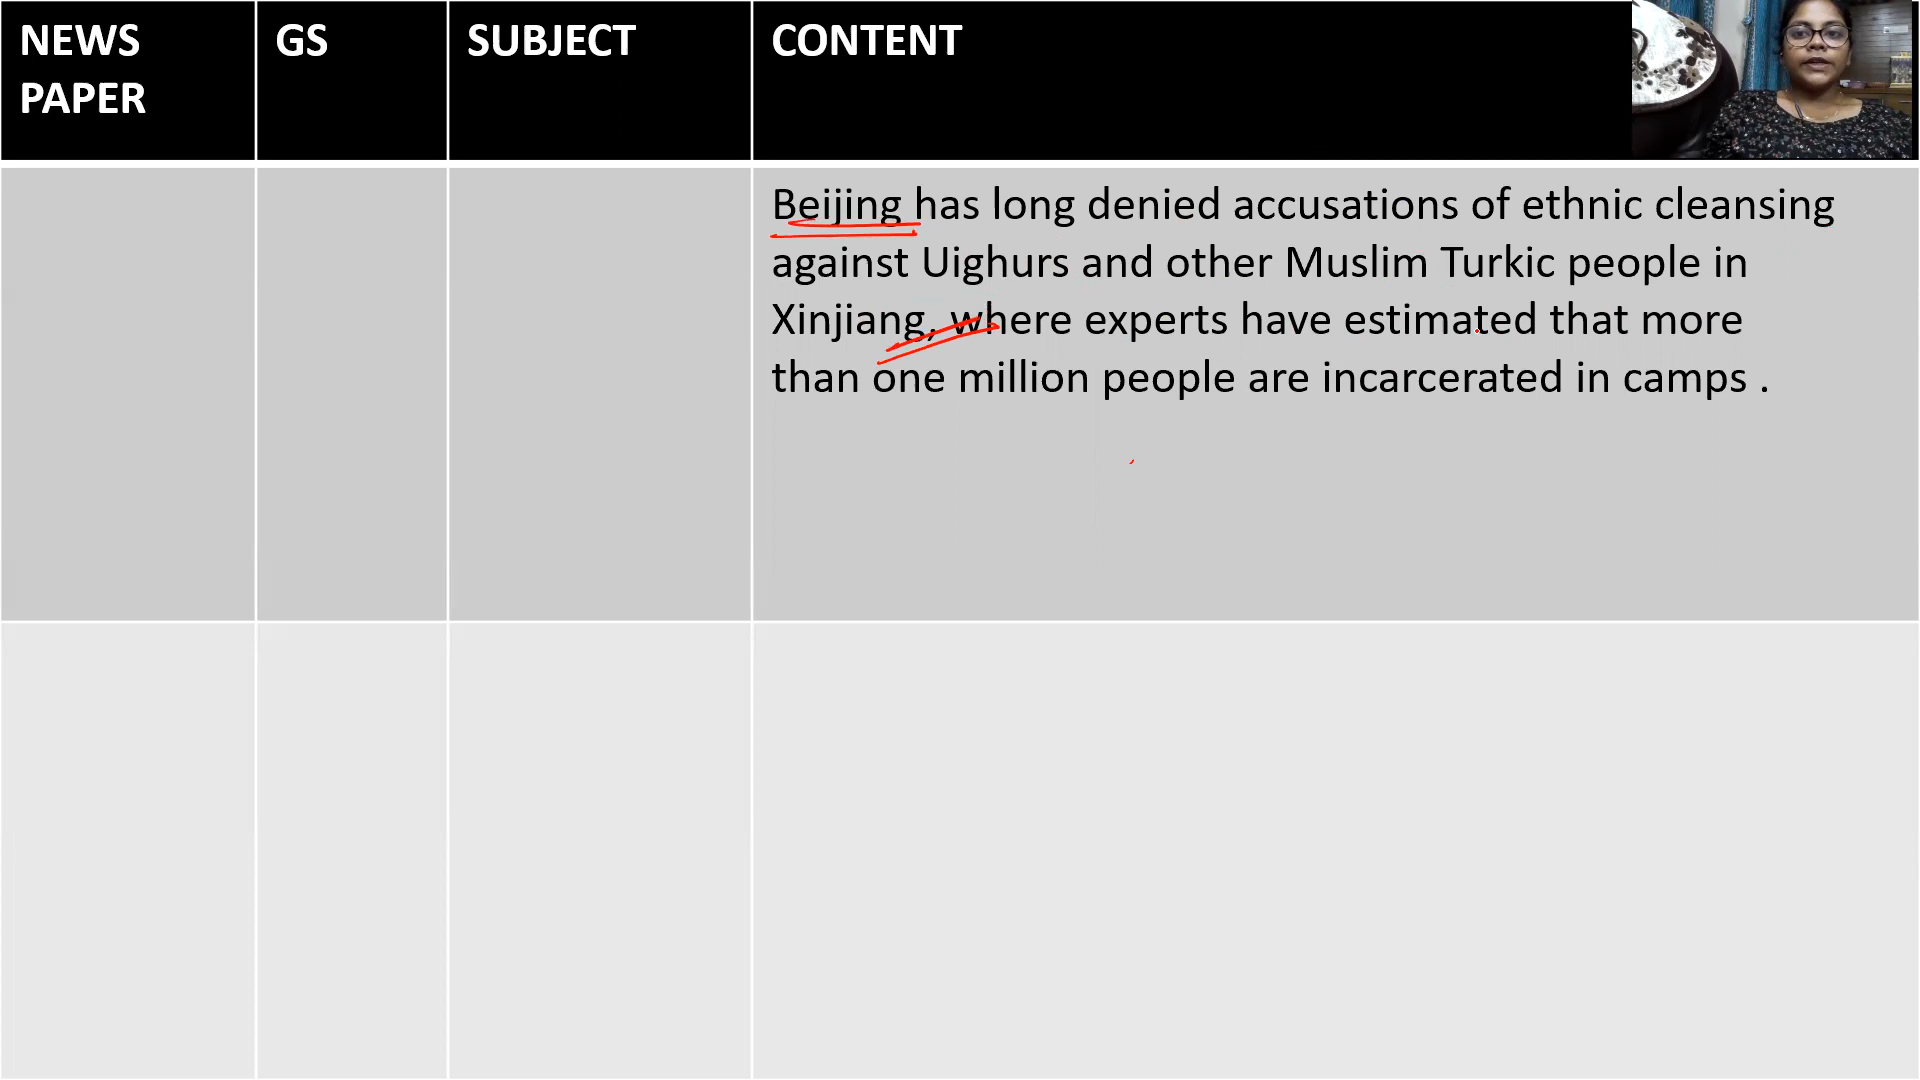 NEWS
PAPER
GS
SUBJECT
CONTENT
Beijing has long denied accusations of ethnic cleansing
against Uighurs and other Muslim Turkic people in
Xinjiang, where experts have estimated that more
than one million people are incarcerated in camps .